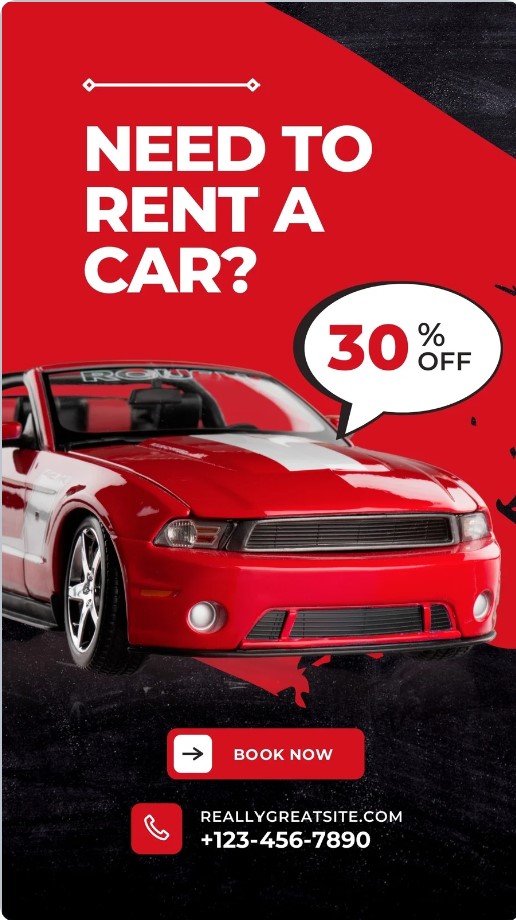 NEED TO
RENT A
CAR?
30 %
OFF
BOOK NOW
REALLYGREATSITE.COM
+123-456-7890